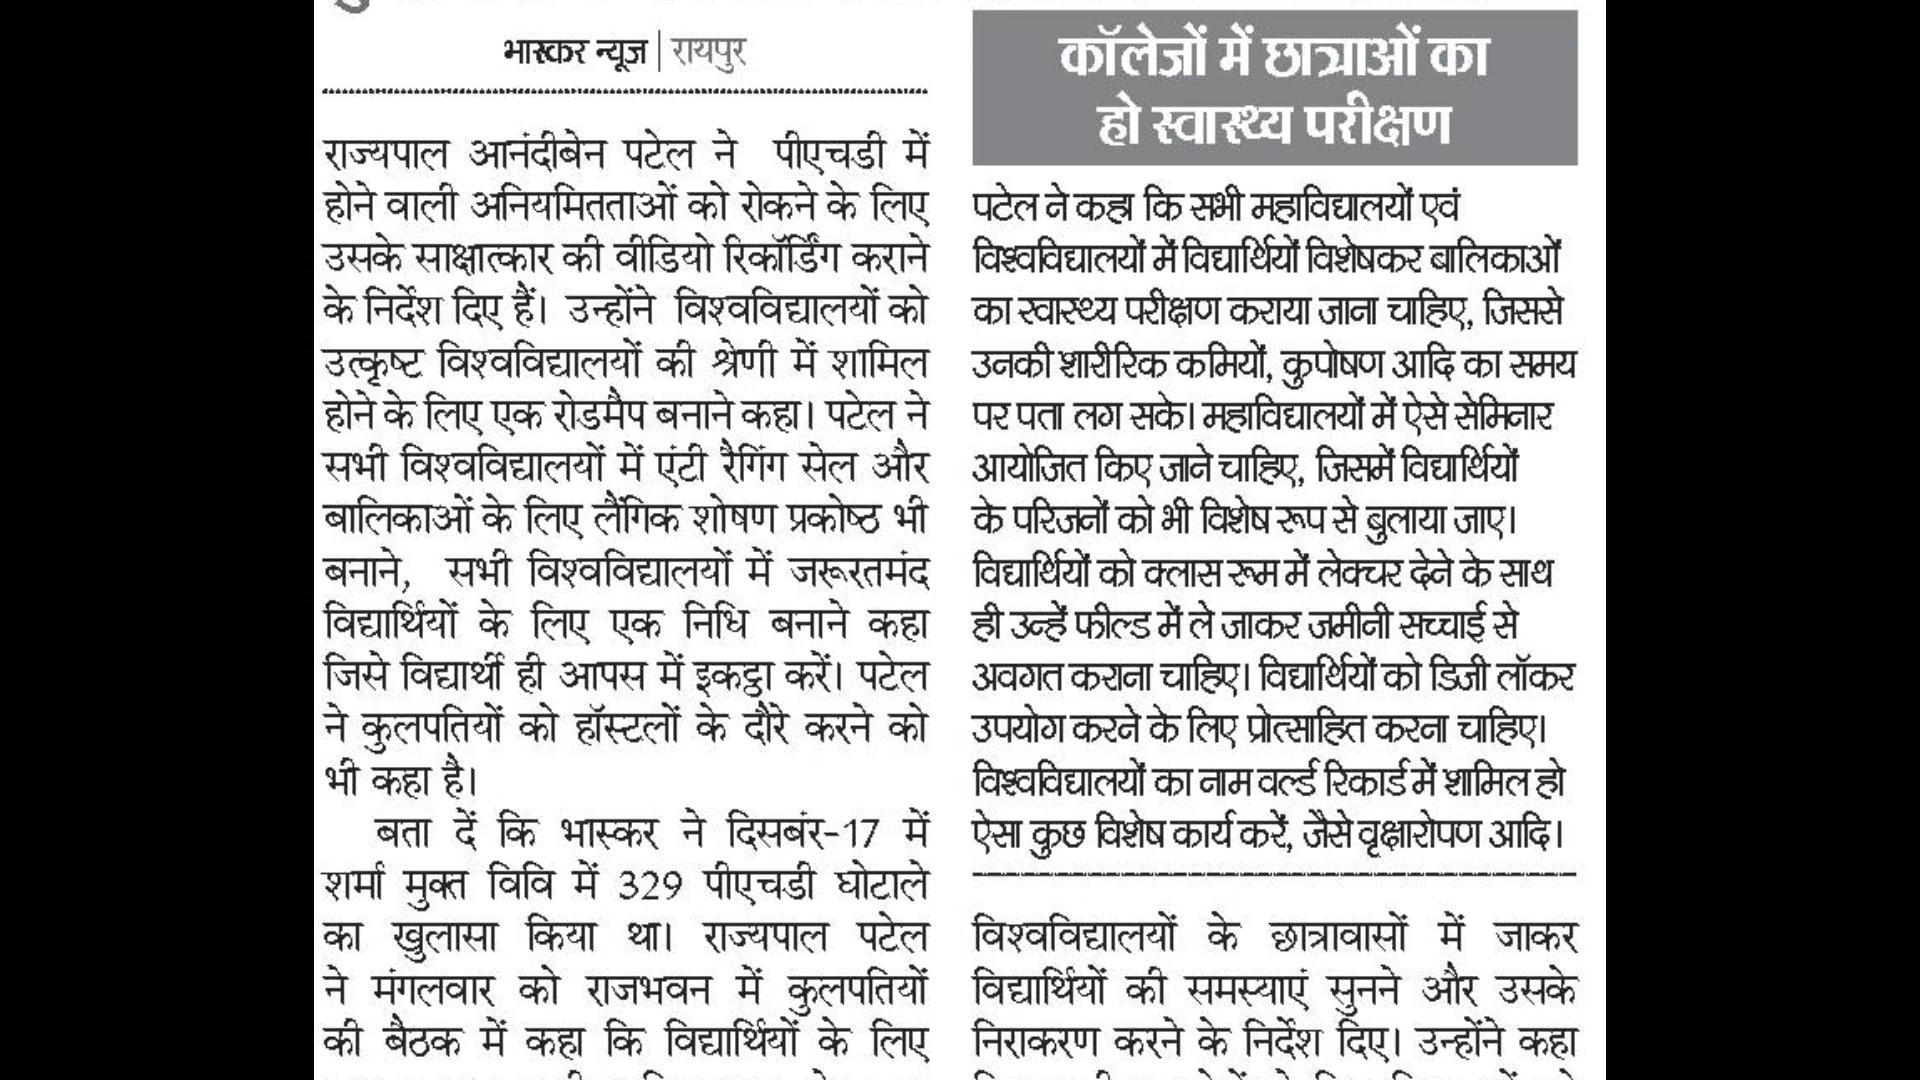 भास्कर न्यूज | रायपुर
राज्यपाल आनंदीबेन पटेल ने पीएचडी में
होने वाली अनियमितताओं को रोकने के लिए
उसके साक्षात्कार की वीडियो रिकॉर्डिंग कराने
के निर्देश दिए हैं। उन्होंने विश्वविद्यालयों को
उत्कृष्ट विश्वविद्यालयों की श्रेणी में शामिल
होने के लिए एक रोडमैप बनाने कहा। पटेल ने
सभी विश्वविद्यालयों में एंटी रैगिंग सेल और
बालिकाओं के लिए लैंगिक शोषण प्रकोष्ठ भी
बनाने, सभी विश्वविद्यालयों में जरूरतमंद
विद्यार्थियों के लिए एक निधि बनाने कहा
जिसे विद्यार्थी ही आपस में इकट्ठा करें। पटेल
ने कुलपतियों को हॉस्टलों के दौरे करने को
भी कहा है।
बता दें कि भास्कर ने दिसबंर-17 में
शर्मा मुक्त विवि में 329 पीएचडी घोटाले
का खुलासा किया था। राज्यपाल पटेल
ने मंगलवार को राजभवन में कुलपतियों
की बैठक में कहा कि विद्यार्थियों के लिए
कॉलेजों में छात्राओं का
हो स्वास्थ्य परीक्षण
पटेल ने कहा कि सभी महाविद्यालयों एवं
विश्वविद्यालयों में विद्यार्थियों विशेषकर बालिकाओं
का स्वास्थ्य परीक्षण कराया जाना चाहिए, जिससे
उनकी शारीरिक कमियों, कुपोषण आदि का समय
पर पता लग सके। महाविद्यालयों में ऐसे सेमिनार
आयोजित किए जाने चाहिए, जिसमें विद्यार्थियों
के परिजनों को भी विशेष रूप से बुलाया जाए।
विद्यार्थियों को क्लास रूम में लेक्चर देने के साथ
ही उन्हें फील्ड में ले जाकर जमीनी सच्चाई से
अवगत कराना चाहिए। विद्यार्थियों को डिजी लॉकर
उपयोग करने के लिए प्रोत्साहित करना चाहिए।
विश्वविद्यालयों का नाम वर्ल्ड रिकार्ड में शामिल हो
ऐसा कुछ विशेष कार्य करें, जैसे वृक्षारोपण आदि।
विश्वविद्यालयों के छात्रावासों में जाकर
विद्यार्थियों की समस्याएं सुनने और उसके
निराकरण करने के निर्देश दिए। उन्होंने कहा